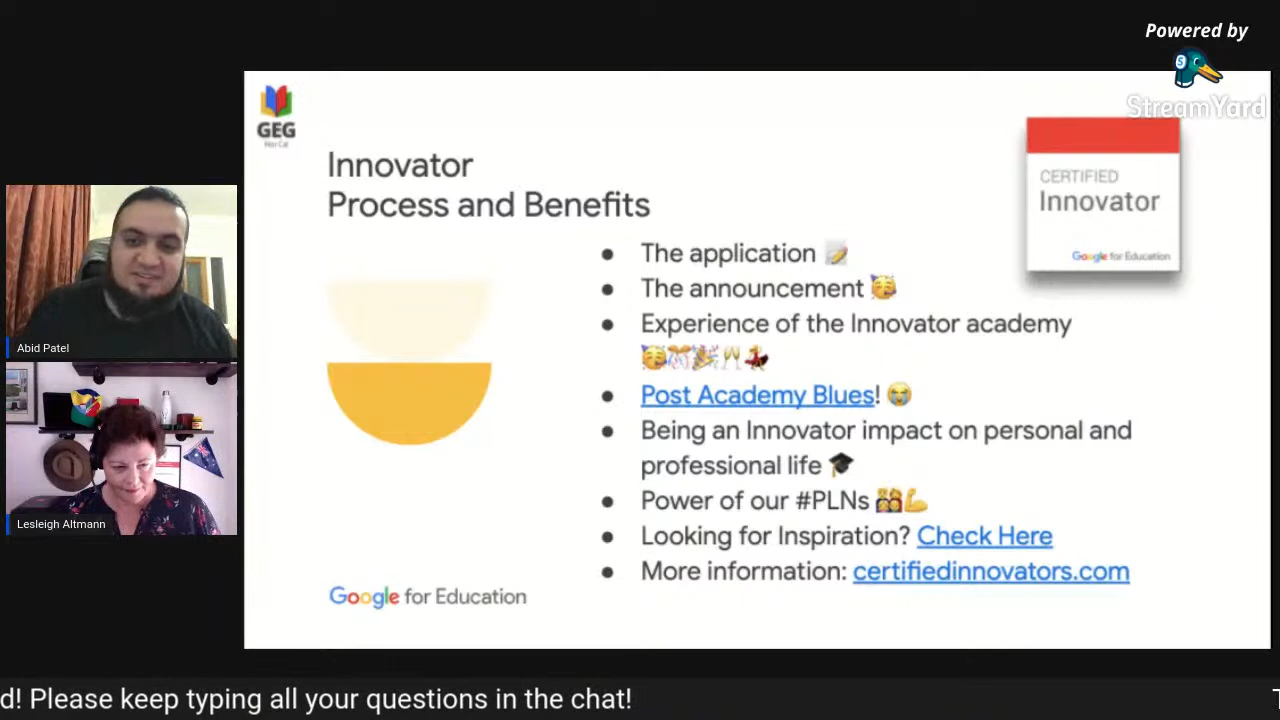 Powered by
StreamYard
GEG
Nor Cal
Innovator
Process and Benefits
CERTIFIED
Innovator
Google for Education
● The application 📝
● The announcement 🥳
● Experience of the Innovator academy
🥳🎊🎉🥂💃
● Post Academy Blues! 😭
● Being an Innovator impact on personal and
professional life 🎓
● Power of our #PLNs 👭💪
● Looking for Inspiration? Check Here
● More information: certifiedinnovators.com
Google for Education
Abid Patel
Lesleigh Altmann
d! Please keep typing all your questions in the chat!